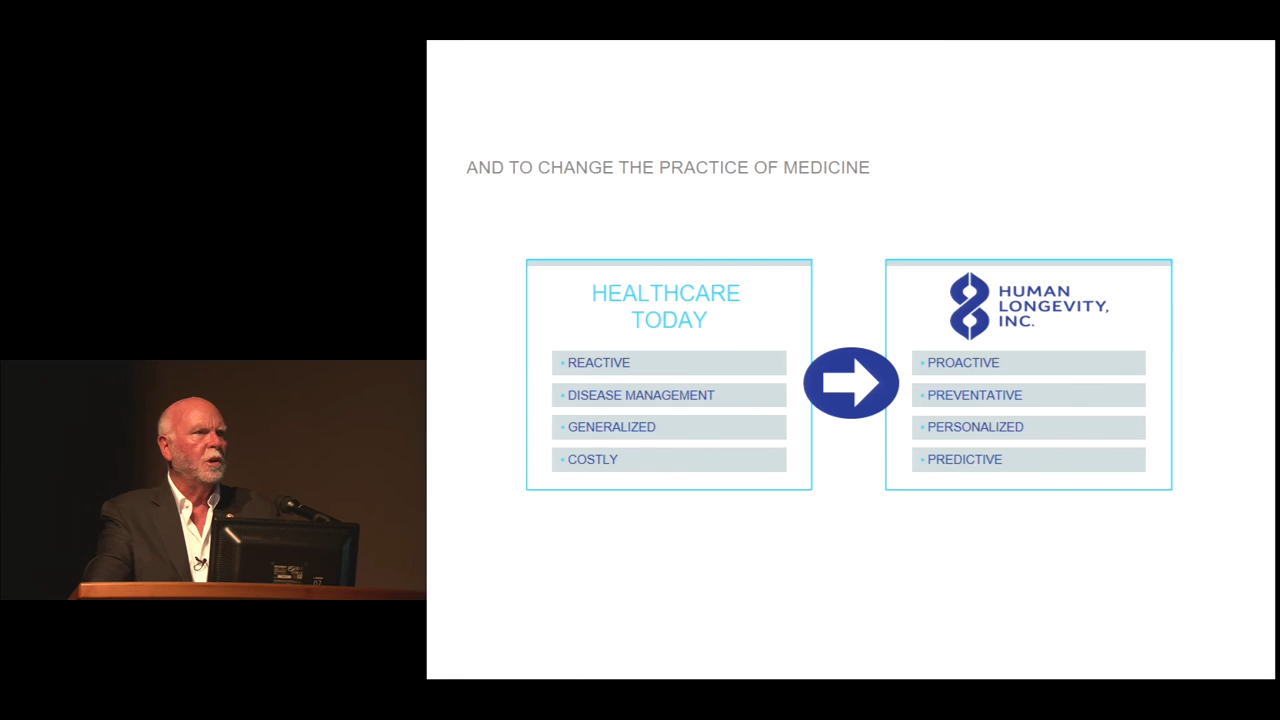 AND TO CHANGE THE PRACTICE OF MEDICINE
HEALTHCARE
TODAY
• REACTIVE
• DISEASE MANAGEMENT
• GENERALIZED
• COSTLY
HUMAN
LONGEVITY,
INC.
• PROACTIVE
• PREVENTATIVE
• PERSONALIZED
• PREDICTIVE